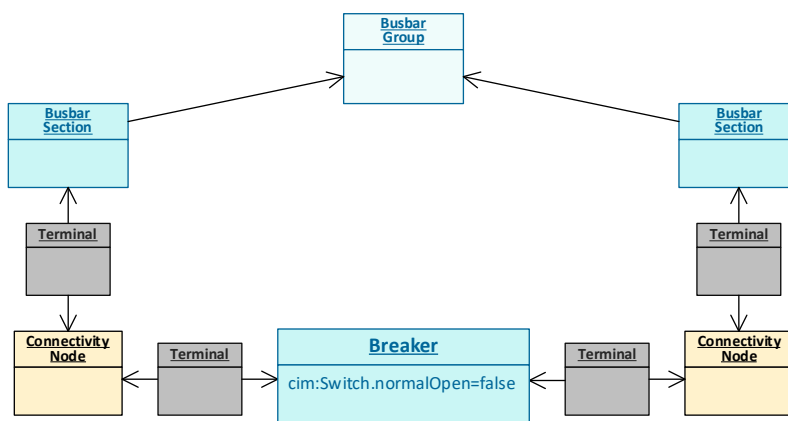 Busbar
Group
Busbar
Section
Busbar
Section
Terminal
Terminal
Connectivity
Node
Terminal
Breaker
cim:Switch.normalOpen=false
Terminal
Connectivity
Node